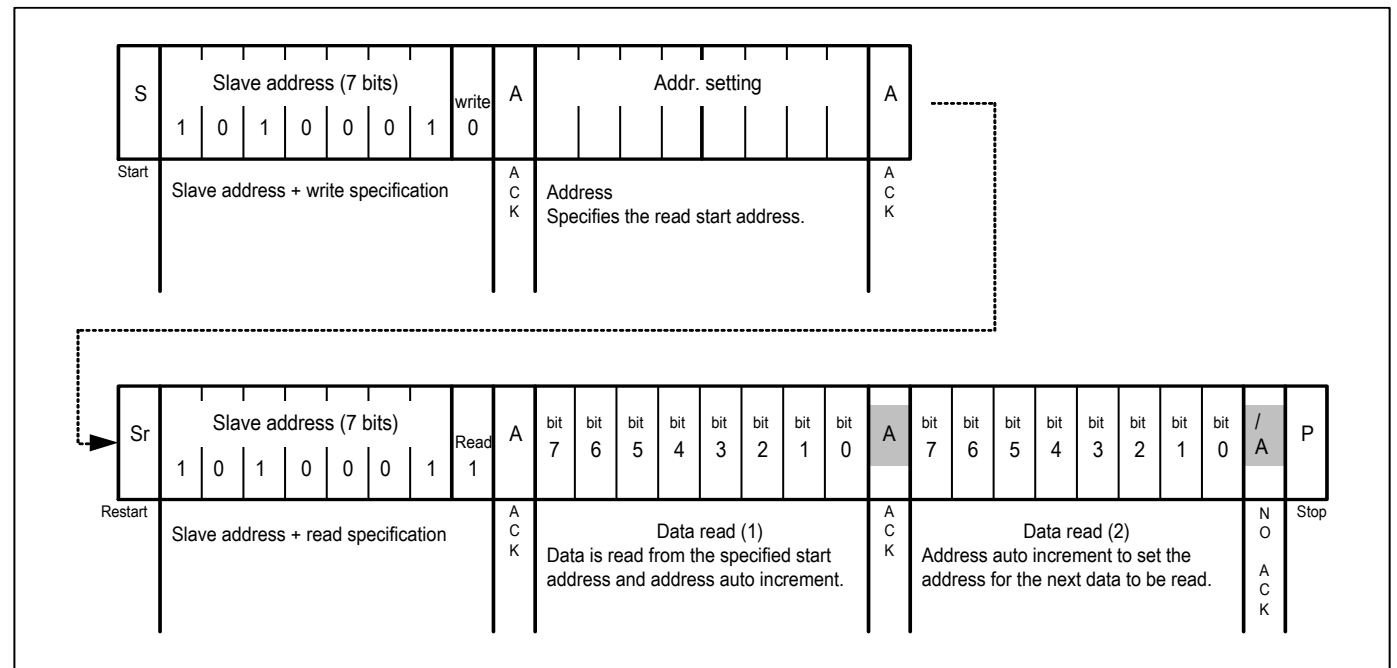 S
Slave address (7 bits)
write
A
Addr. setting
A
1 0 1 0 0 0 1 0
Start
Slave address + write specification
A
C
K
Address
Specifies the read start address.
A
C
K
Sr
Slave address (7 bits)
Read
A
bit bit bit bit bit bit bit bit
7 6 5 4 3 2 1 0
A
bit bit bit bit bit bit bit bit
7 6 5 4 3 2 1 0
/
A
P
1 0 1 0 0 0 1 1
Restart
Slave address + read specification
A
C
K
Data read (1)
Data is read from the specified start
address and address auto increment.
A
C
K
Data read (2)
Address auto increment to set the
address for the next data to be read.
N
O
A
C
K
Stop